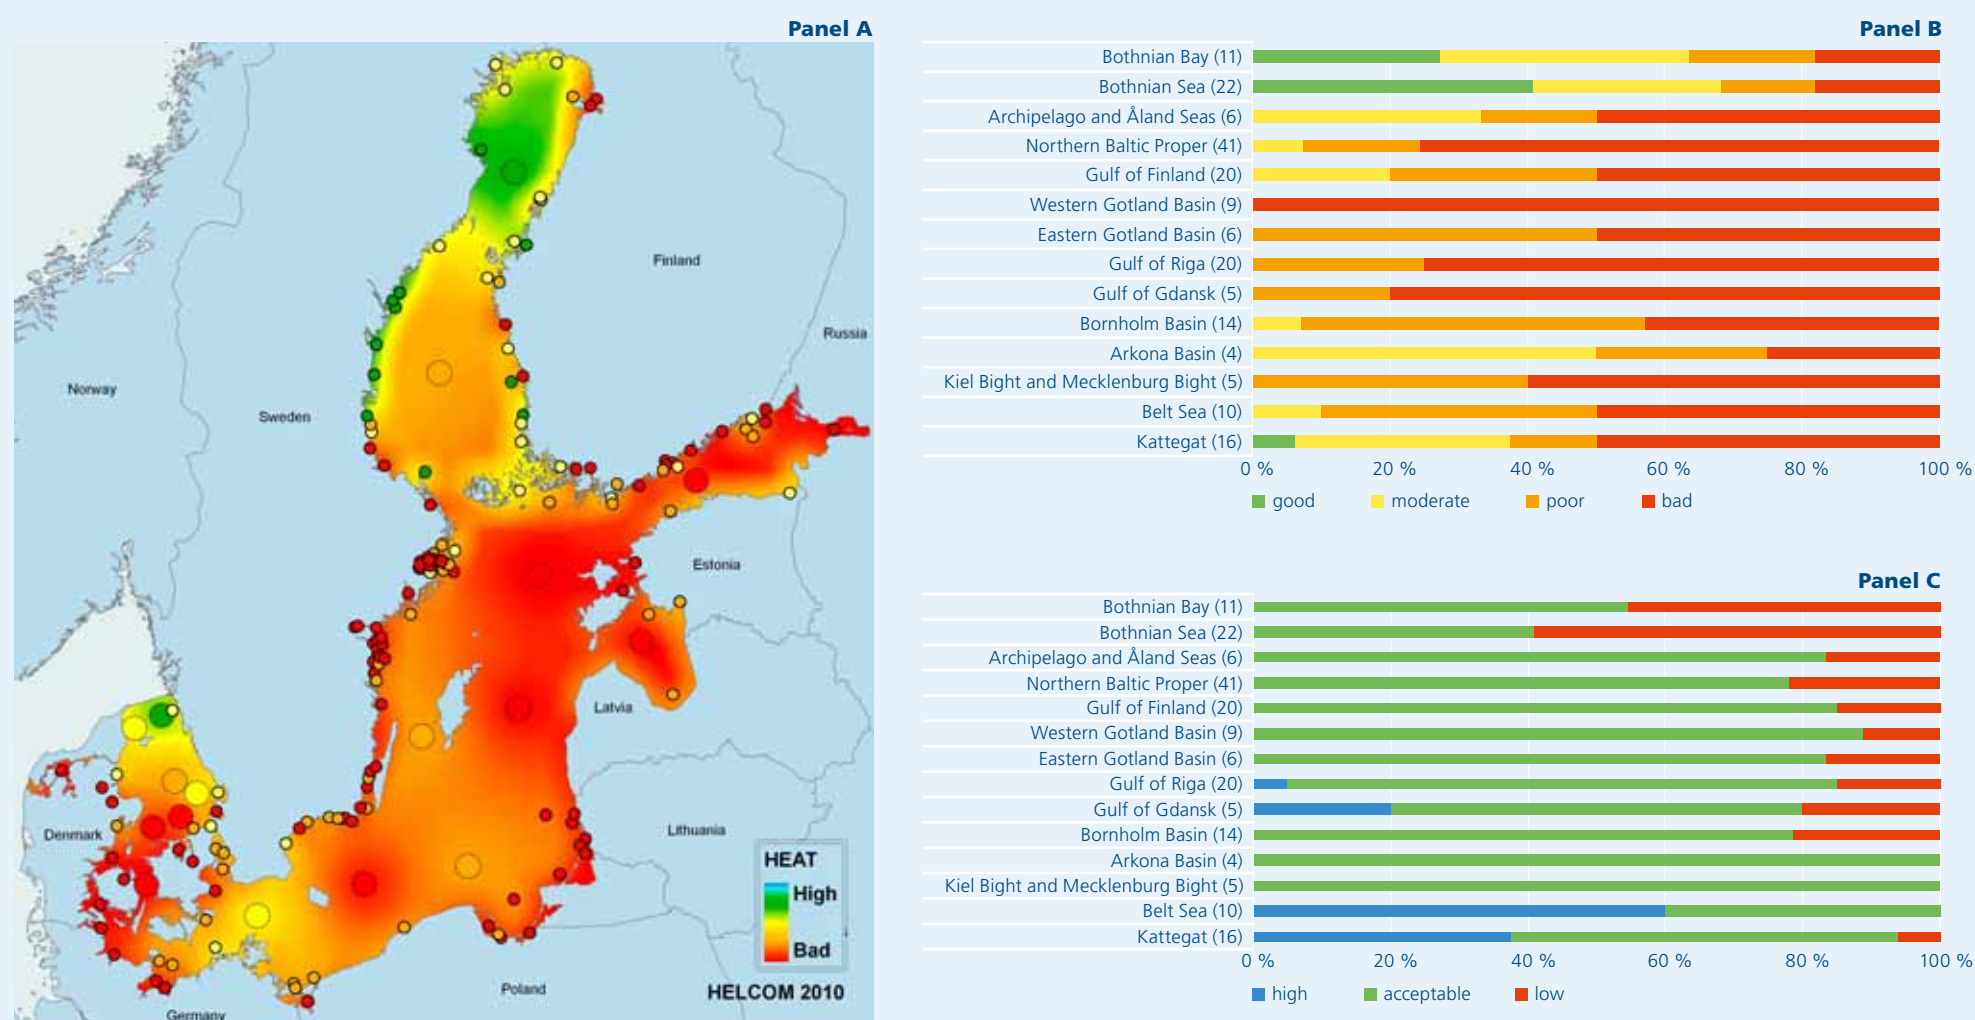 Panel A
Finland
Russia
Norway
Sweden
Estonia
Latvia
Denmark
Lithuania
HEAT
High
Bad
Poland
HELCOM 2010
Germany
Panel B
Bothnian Bay (11)
Bothnian Sea (22)
Archipelago and Åland Seas (6)
Northern Baltic Proper (41)
Gulf of Finland (20)
Western Gotland Basin (9)
Eastern Gotland Basin (6)
Gulf of Riga (20)
Gulf of Gdansk (5)
Bornholm Basin (14)
Arkona Basin (4)
Kiel Bight and Mecklenburg Bight (5)
Belt Sea (10)
Kattegat (16)
0 % 20 % 40 % 60 % 80 % 100 %
good moderate poor bad
Panel C
Bothnian Bay (11)
Bothnian Sea (22)
Archipelago and Åland Seas (6)
Northern Baltic Proper (41)
Gulf of Finland (20)
Western Gotland Basin (9)
Eastern Gotland Basin (6)
Gulf of Riga (20)
Gulf of Gdansk (5)
Bornholm Basin (14)
Arkona Basin (4)
Kiel Bight and Mecklenburg Bight (5)
Belt Sea (10)
Kattegat (16)
0 % 20 % 40 % 60 % 80 % 100 %
high acceptable low